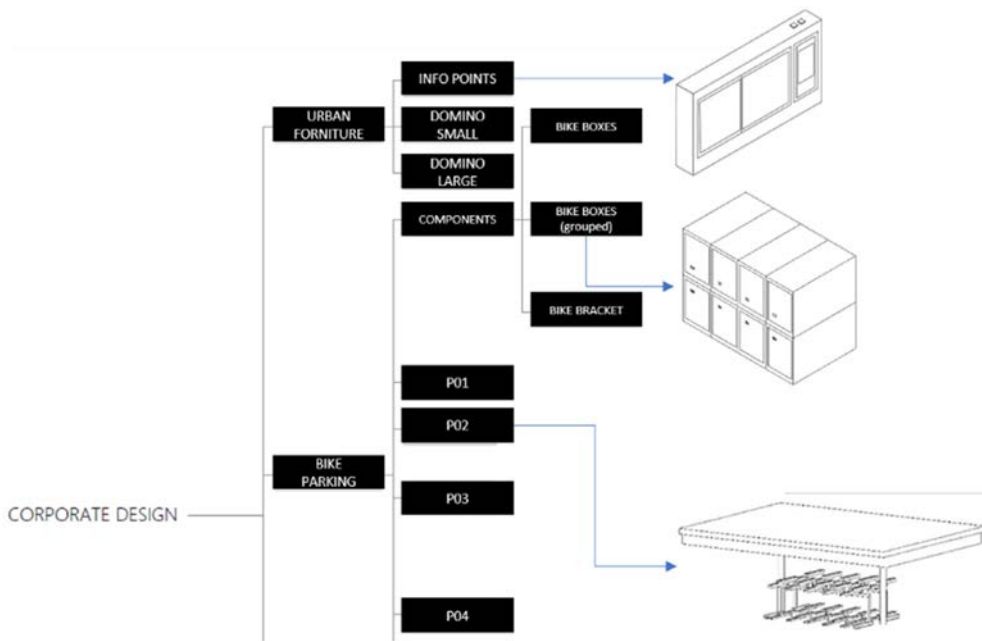 INFO POINTS
URBAN
FORNITURE
DOMINO
SMALL
BIKE BOXES
DOMINO
LARGE
COMPONENTS
BIKE BOXES
(grouped)
BIKE BRACKET
P01
P02
BIKE
PARKING
P03
CORPORATE DESIGN
P04